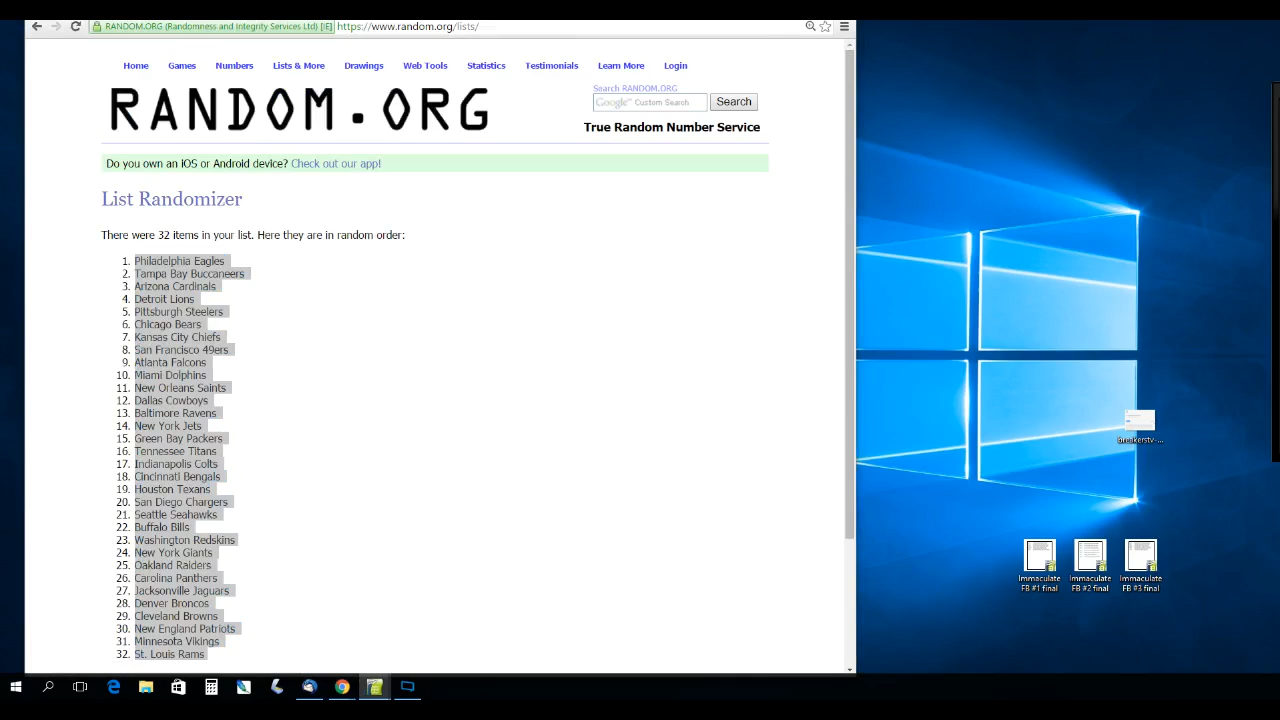 RANDOM.ORG (Randomness and Integrity Services Ltd) [IE] https://www.random.org/lists/
Home Games Numbers Lists & More Drawings Web Tools Statistics Testimonials Learn More Login
Search RANDOM.ORG
RANDOM.ORG
Google™ Custom Search Search
True Random Number Service
Do you own an iOS or Android device? Check out our app!
List Randomizer
There were 32 items in your list. Here they are in random order:
1. Philadelphia Eagles
2. Tampa Bay Buccaneers
3. Arizona Cardinals
4. Detroit Lions
5. Pittsburgh Steelers
6. Chicago Bears
7. Kansas City Chiefs
8. San Francisco 49ers
9. Atlanta Falcons
10. Miami Dolphins
11. New Orleans Saints
12. Dallas Cowboys
13. Baltimore Ravens
14. New York Jets
15. Green Bay Packers
16. Tennessee Titans
17. Indianapolis Colts
18. Cincinnati Bengals
19. Houston Texans
20. San Diego Chargers
21. Seattle Seahawks
22. Buffalo Bills
23. Washington Redskins
24. New York Giants
25. Oakland Raiders
26. Carolina Panthers
27. Jacksonville Jaguars
28. Denver Broncos
29. Cleveland Browns
30. New England Patriots
31. Minnesota Vikings
32. St. Louis Rams
Breakerstv-...
Immaculate FB #1 final
Immaculate FB #2 final
Immaculate FB #3 final